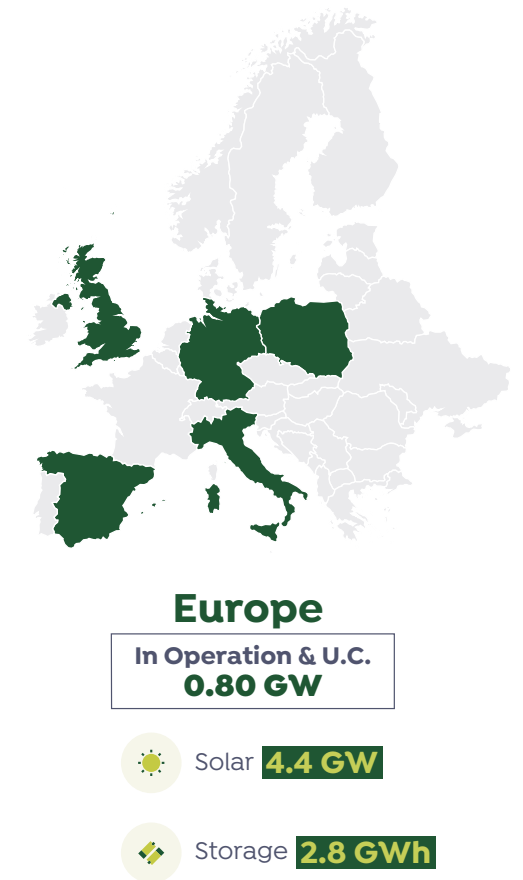 Europe
In Operation & U.C.
0.80 GW
Solar 4.4 GW
Storage 2.8 GWh